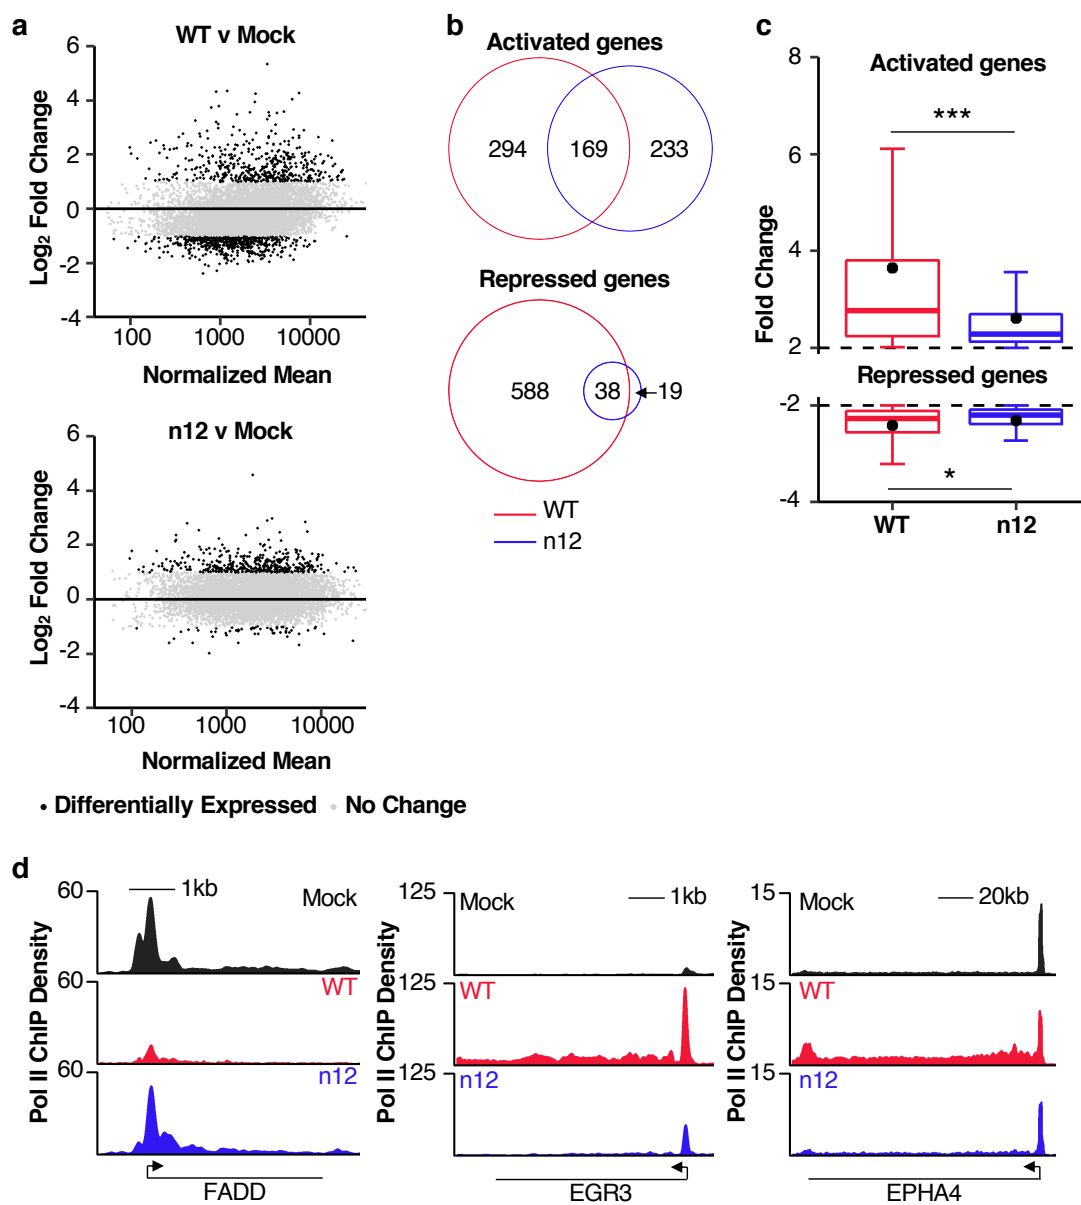 a
WT v Mock
6
4
2
0
-2
-4
Log2 Fold Change
100 1000 10000
Normalized Mean
n12 v Mock
6
4
2
0
-2
-4
Log2 Fold Change
100 1000 10000
Normalized Mean
• Differentially Expressed • No Change
b
Activated genes
294 169 233
Repressed genes
588 38 19
WT
n12
c
8
6
4
2
-2
-4
Fold Change
Activated genes
***
Repressed genes
*
WT n12
d
Pol II ChIP Density
60
1kb
Mock
60
WT
60
n12
FADD
Pol II ChIP Density
125
Mock
1kb
125
WT
125
n12
EGR3
Pol II ChIP Density
15
Mock
20kb
15
WT
15
n12
EPHA4